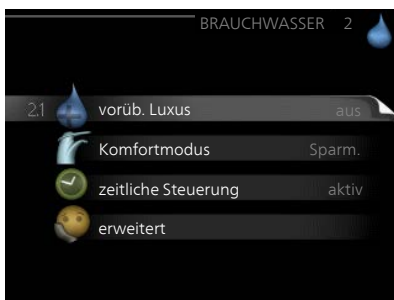 BRAUCHWASSER 2
2.1 vorüb. Luxus aus
Komfortmodus Sparm.
zeitliche Steuerung aktiv
erweitert